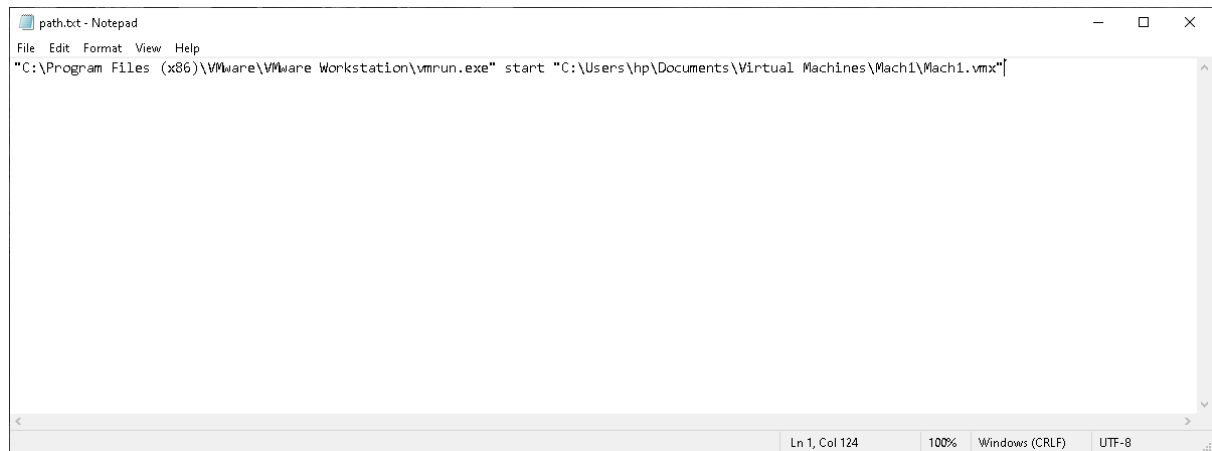 path.txt - Notepad
File Edit Format View Help
"C:\Program Files (x86)\VMware\VMware Workstation\vmrun.exe" start "C:\Users\hp\Documents\Virtual Machines\Mach1\Mach1.vmx"
Ln 1, Col 124 100% Windows (CRLF) UTF-8